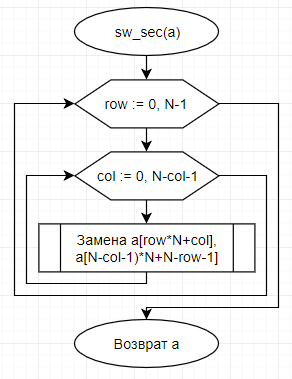 sw_sec(a)
row := 0, N-1
col := 0, N-col-1
Замена a[row*N+col],
a[N-col-1)*N+N-row-1]
Возврат a